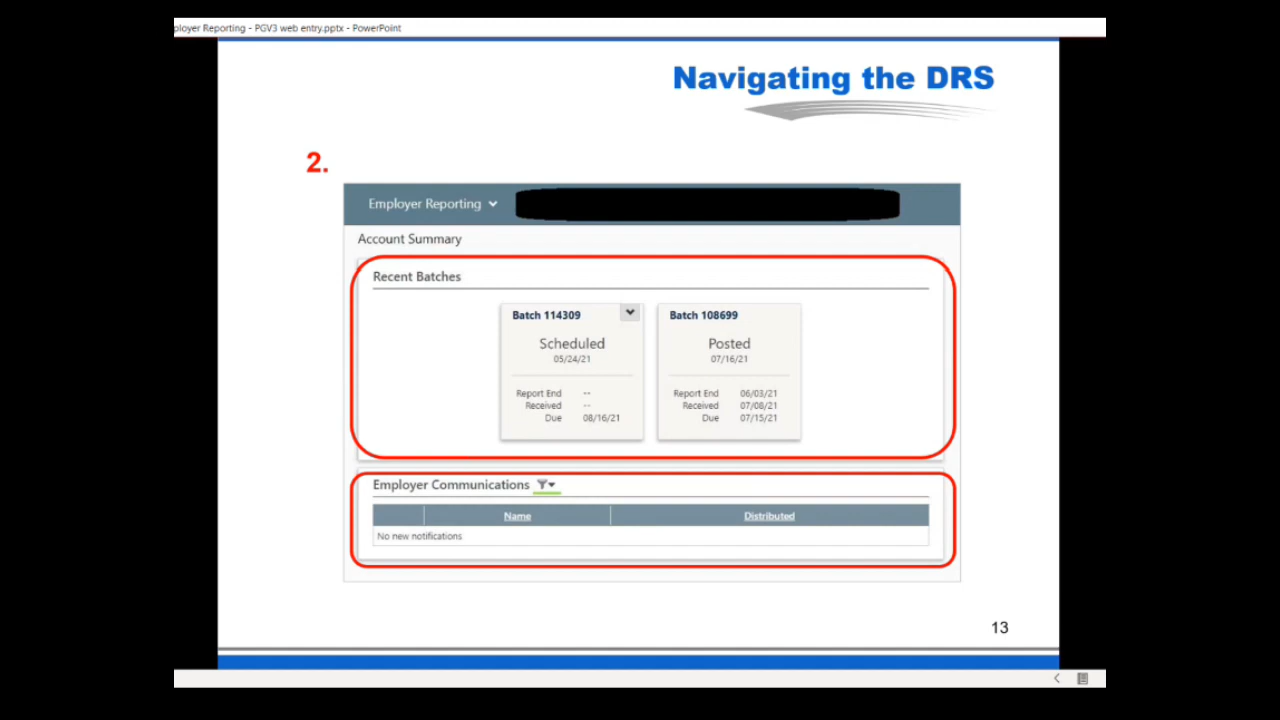 ployer Reporting - PGV3 web entry.pptx - PowerPoint
Navigating the DRS
2.
Employer Reporting
Account Summary
Recent Batches
Batch 114309
Scheduled
05/24/21
Report End --
Received --
Due 08/16/21
Batch 108699
Posted
07/16/21
Report End 06/03/21
Received 07/08/21
Due 07/15/21
Employer Communications
Name Distributed
No new notifications
13